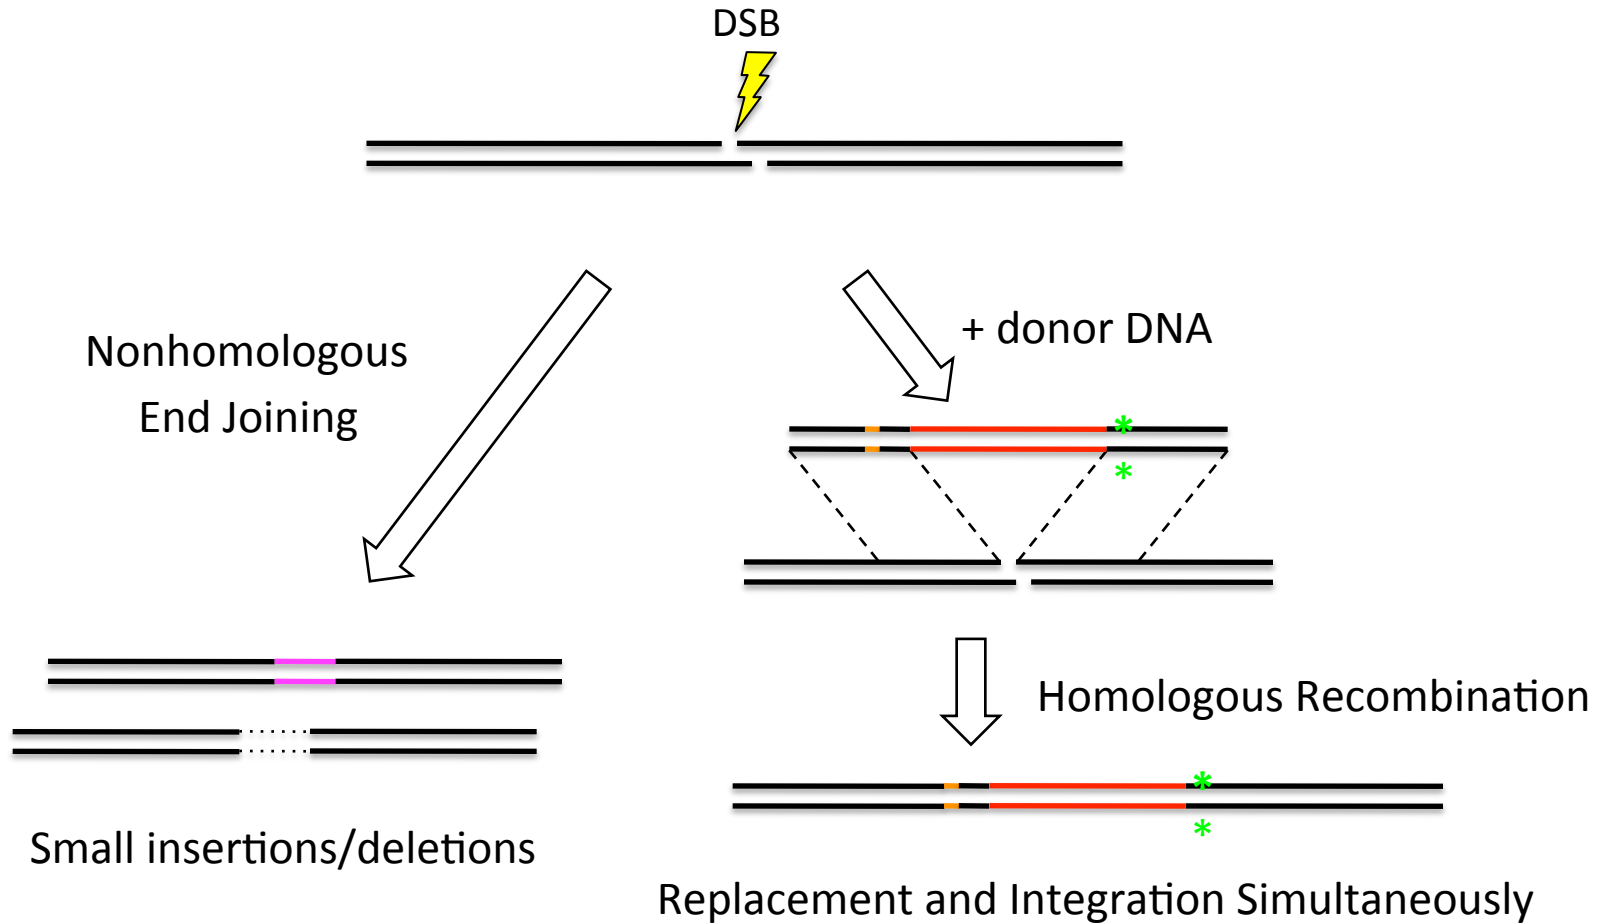 DSB
Nonhomologous
End Joining
+ donor DNA
*
*
Homologous Recombination
*
*
Small insertions/deletions
Replacement and Integration Simultaneously